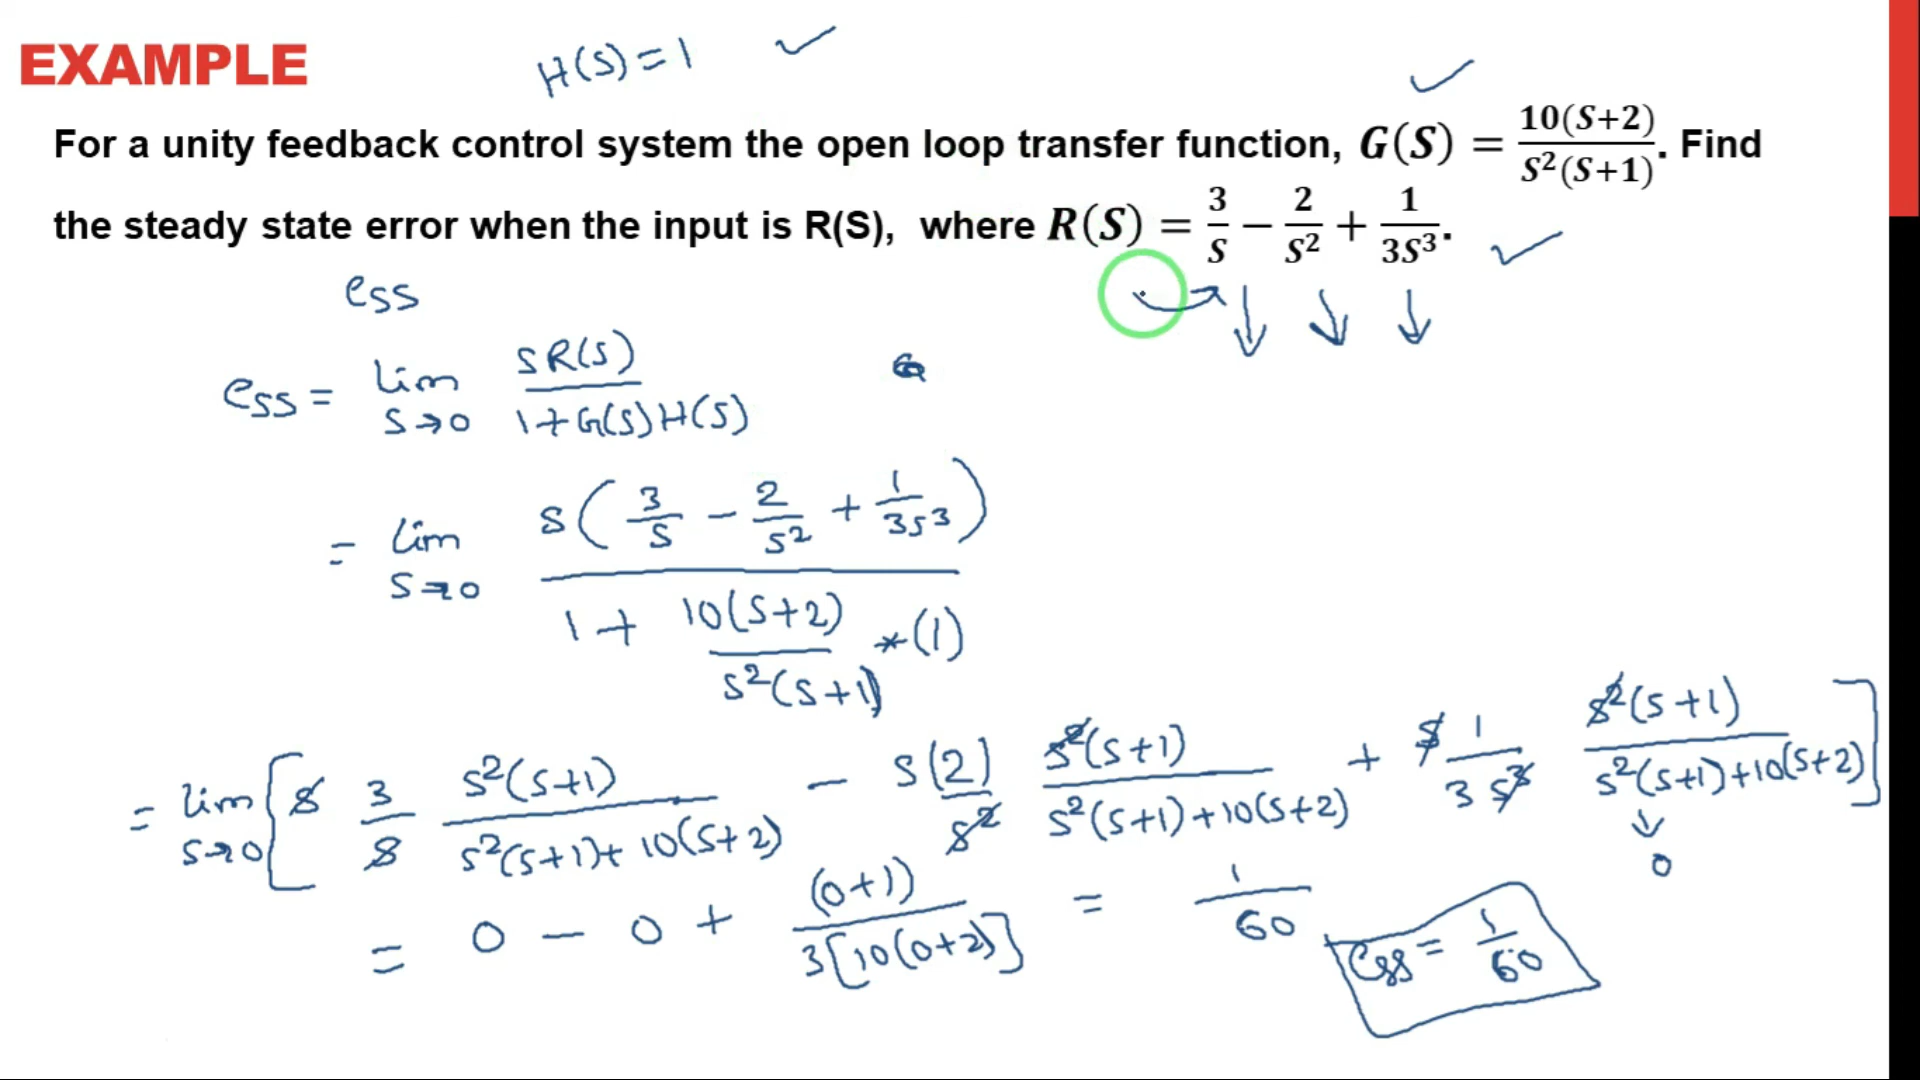 EXAMPLE
H(S) = 1 ✓
For a unity feedback control system the open loop transfer function, G(S) = 10(S+2)/S²(S+1). Find ✓
the steady state error when the input is R(S), where R(S) = 3/S − 2/S² + 1/3S³. ✓
ess
ess = lim S→0 SR(S)/1+G(S)H(S)
= lim S→0 s(3/s − 2/s² + 1/3s³) / 1 + 10(S+2)/s²(s+1) *(1)
= lim S→0 [ s 3/s s²(s+1)/s²(s+1)+10(s+2) − s(2)/s² s²(s+1)/s²(s+1)+10(s+2) + s 1/3s³ s²(s+1)/s²(s+1)+10(s+2) ]
↓ 0
= 0 − 0 + (0+1)/3[10(0+2)] = 1/60
ess = 1/60